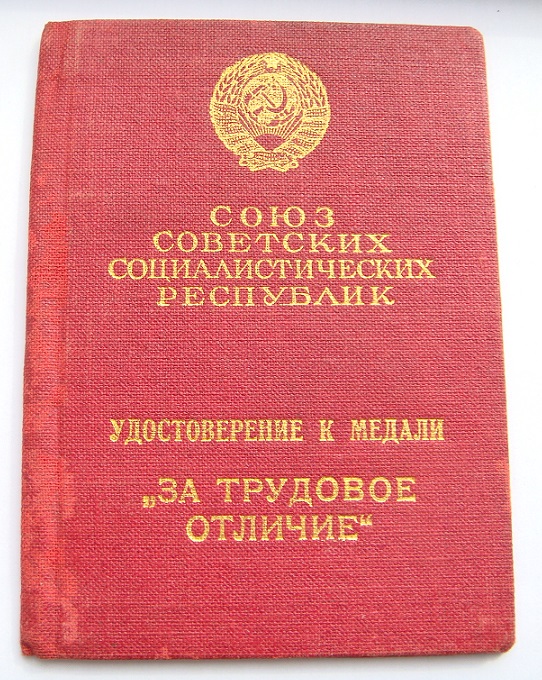 СОЮЗ
СОВЕТСКИХ
СОЦИАЛИСТИЧЕСКИХ
РЕСПУБЛИК
УДОСТОВЕРЕНИЕ К МЕДАЛИ
„ЗА ТРУДОВОЕ
ОТЛИЧИЕ“